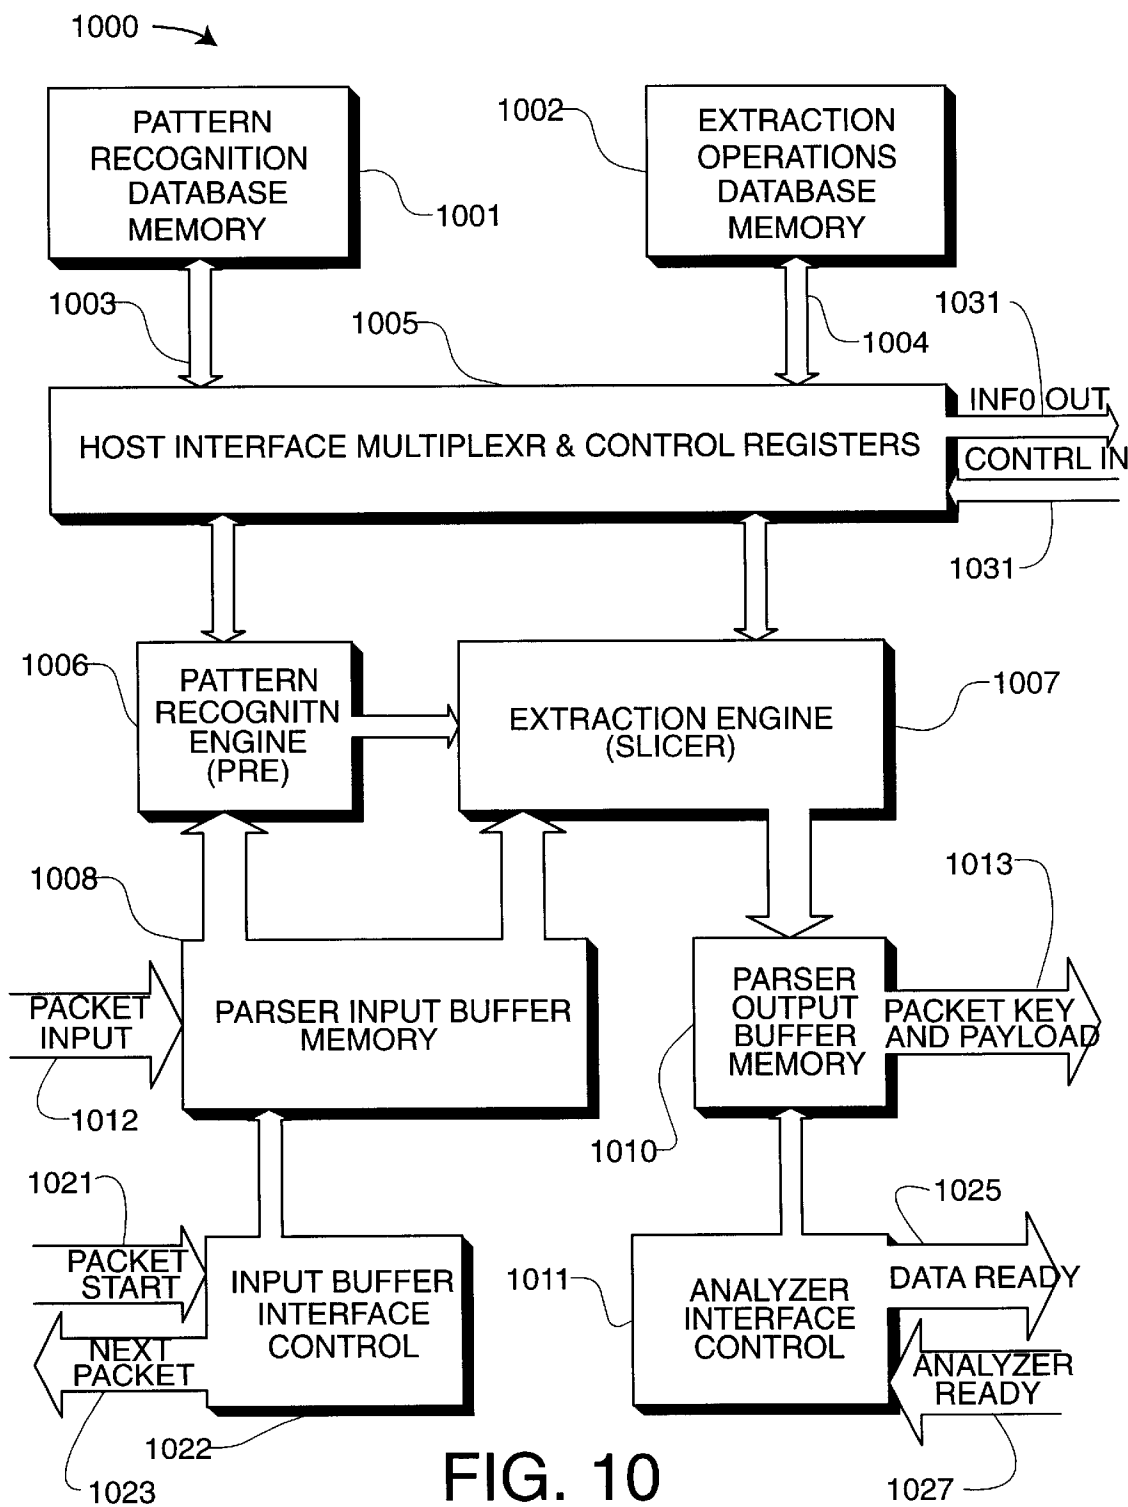 1000
PATTERN
RECOGNITION
DATABASE
MEMORY
1001
1002
EXTRACTION
OPERATIONS
DATABASE
MEMORY
1003
1004
1005
1031
HOST INTERFACE MULTIPLEXR & CONTROL REGISTERS
INF0 OUT
CONTRL IN
1031
1006
PATTERN
RECOGNITN
ENGINE
(PRE)
EXTRACTION ENGINE
(SLICER)
1007
1008
1013
PACKET
INPUT
1012
PARSER INPUT BUFFER
MEMORY
PARSER
OUTPUT
BUFFER
MEMORY
1010
PACKET KEY
AND PAYLOAD
1021
PACKET
START
NEXT
PACKET
1023
INPUT BUFFER
INTERFACE
CONTROL
1022
1011
ANALYZER
INTERFACE
CONTROL
1025
DATA READY
ANALYZER
READY
1027
FIG. 10